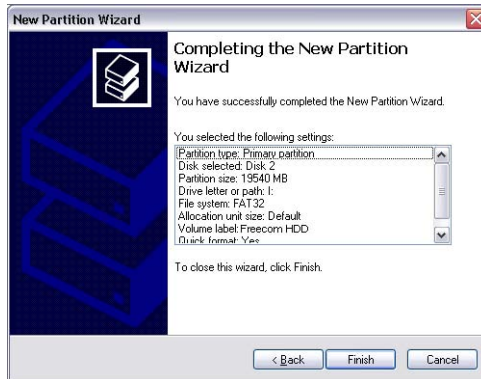 New Partition Wizard
Completing the New Partition
Wizard
You have successfully completed the New Partition Wizard.
You selected the following settings:
Partition type: Primary partition
Disk selected: Disk 2
Partition size: 19540 MB
Drive letter or path: I:
File system: FAT32
Allocation unit size: Default
Volume label: Freecom HDD
Quick format: Yes
To close this wizard, click Finish.
< Back
Finish
Cancel